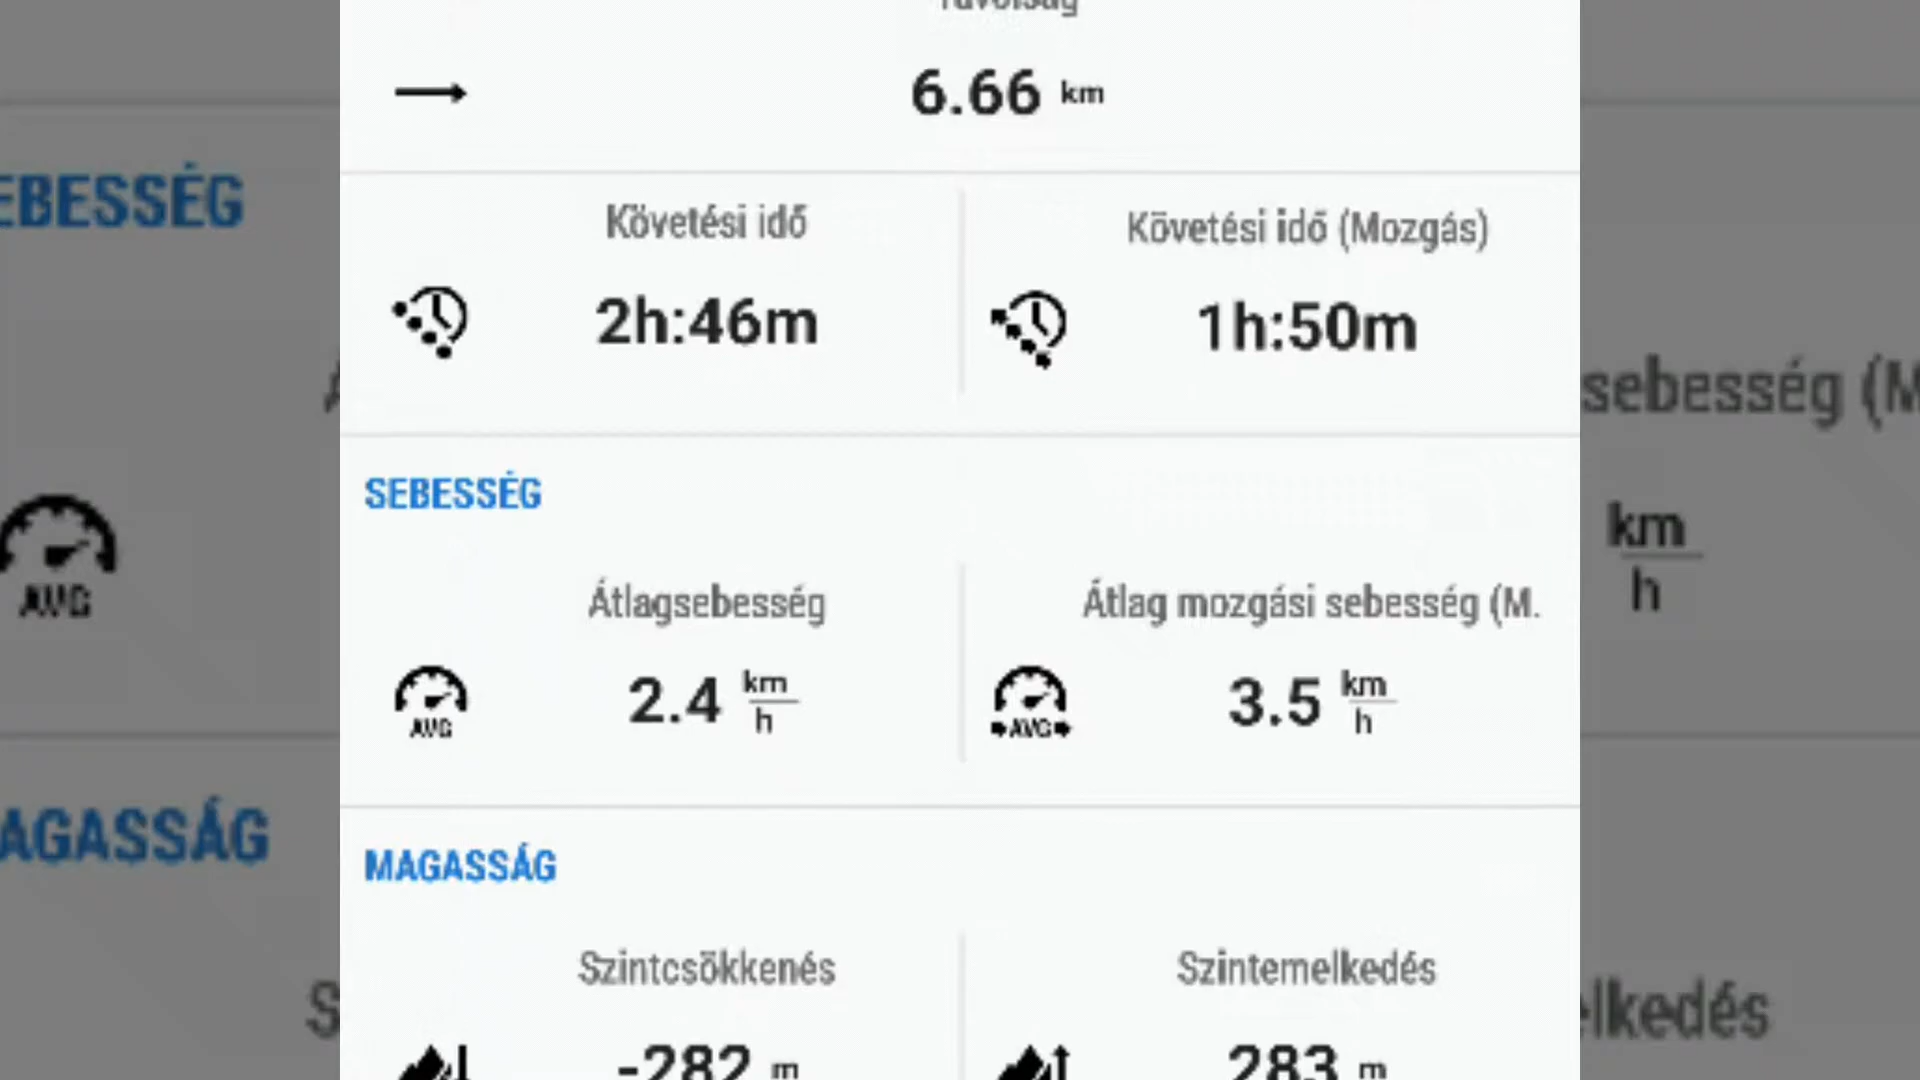 Távolság
6.66 km
Követési idő
Követési idő (Mozgás)
2h:46m
1h:50m
SEBESSÉG
Átlagsebesség
Átlag mozgási sebesség (M.
AVG
2.4 km/h
AVG
3.5 km/h
MAGASSÁG
Szintcsökkenés
Szintemelkedés
-282 m
283 m
EBESSÉG
AVG
AGASSÁG
sebesség (M
km
h
elkedés